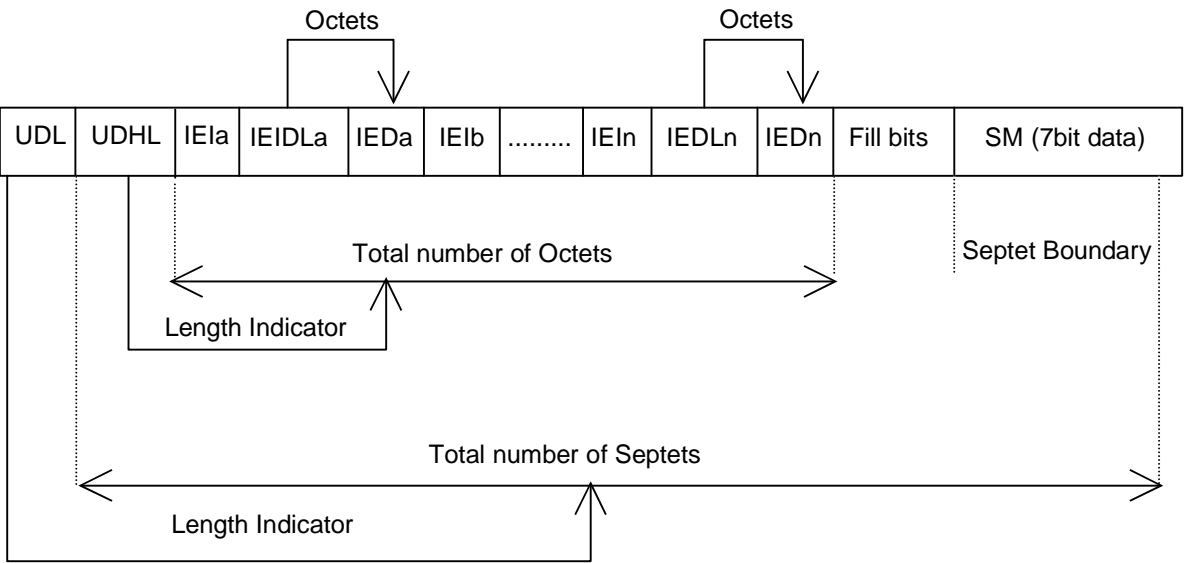 Octets Octets
UDL UDHL IEIa IEIDLa IEDa IEIb ......... IEIn IEDLn IEDn Fill bits SM (7bit data)
Total number of Octets
Septet Boundary
Length Indicator
Total number of Septets
Length Indicator